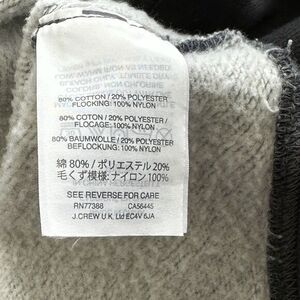 80% COTTON / 20% POLYESTER
FLOCKING: 100% NYLON
80% COTON / 20% POLYESTER /
FLOCAGE: 100% NYLON
80% BAUMWOLLE / 20% POLYESTER
BEFLOCKUNG: 100% NYLON
綿 80% / ポリエステル 20%
毛くず模様: ナイロン 100%
SEE REVERSE FOR CARE
RN77388 CA56445
J.CREW U.K. Ltd EC4V 6JA